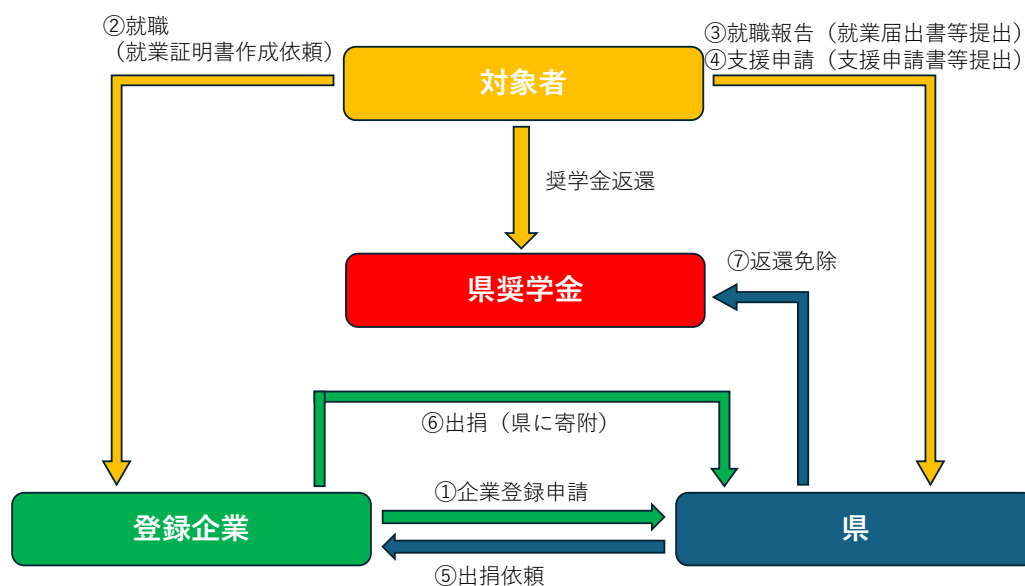 ②就職
（就業証明書作成依頼）
③就職報告（就業届出書等提出）
④支援申請（支援申請書等提出）
対象者
奨学金返還
県奨学金
⑦返還免除
⑥出捐（県に寄附）
①企業登録申請
登録企業
県
⑤出捐依頼